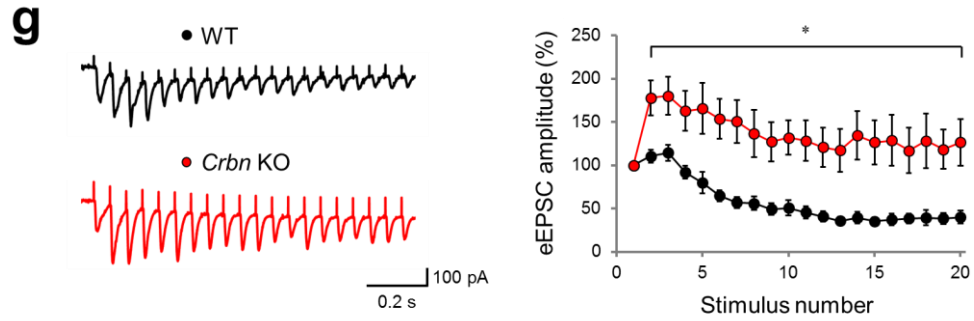 g
WT
Crbn KO
100 pA
0.2 s
*
eEPSC amplitude (%)
250
200
150
100
50
0
0 5 10 15 20
Stimulus number